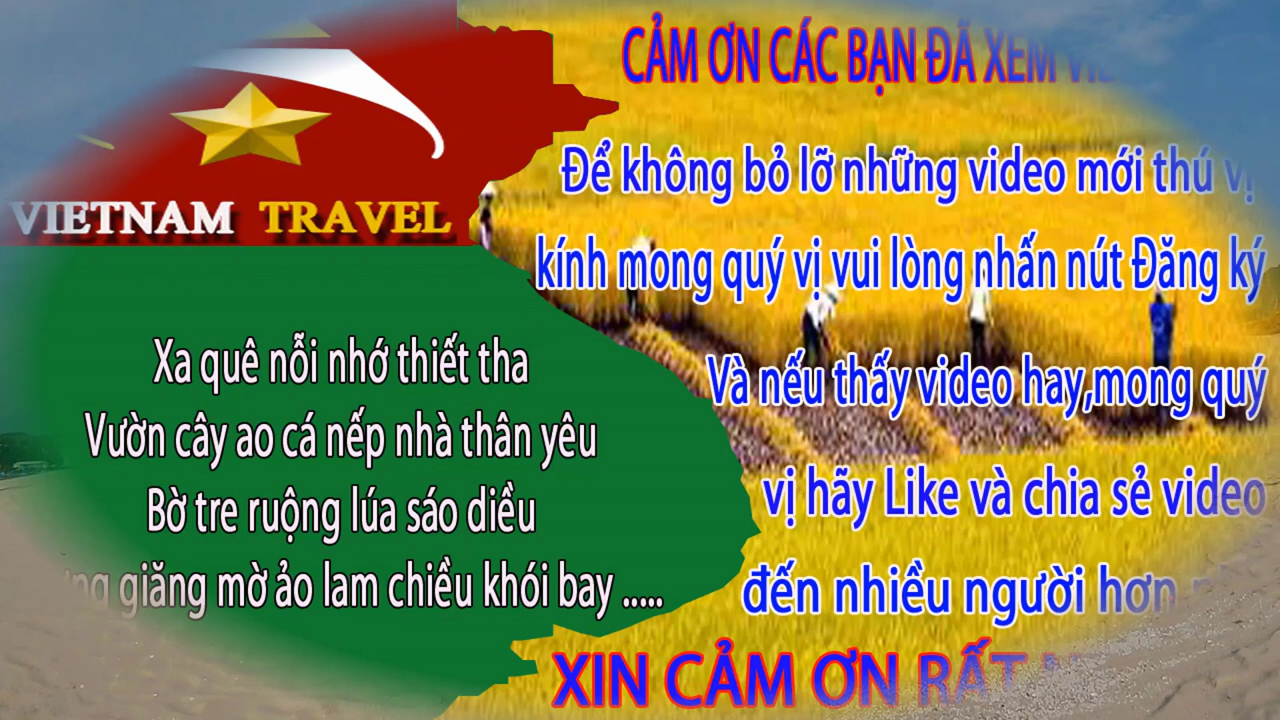 VIETNAM TRAVEL
Xa quê nỗi nhớ thiết tha
Vườn cây ao cá nếp nhà thân yêu
Bờ tre ruộng lúa sáo diều
giăng mờ ảo lam chiều khói bay .....
CẢM ƠN CÁC BẠN ĐÃ XEM
Để không bỏ lỡ những video mới thú vị
kính mong quý vị vui lòng nhấn nút Đăng ký
Và nếu thấy video hay,mong quý
vị hãy Like và chia sẻ video
đến nhiều người hơn
XIN CẢM ƠN RẤT